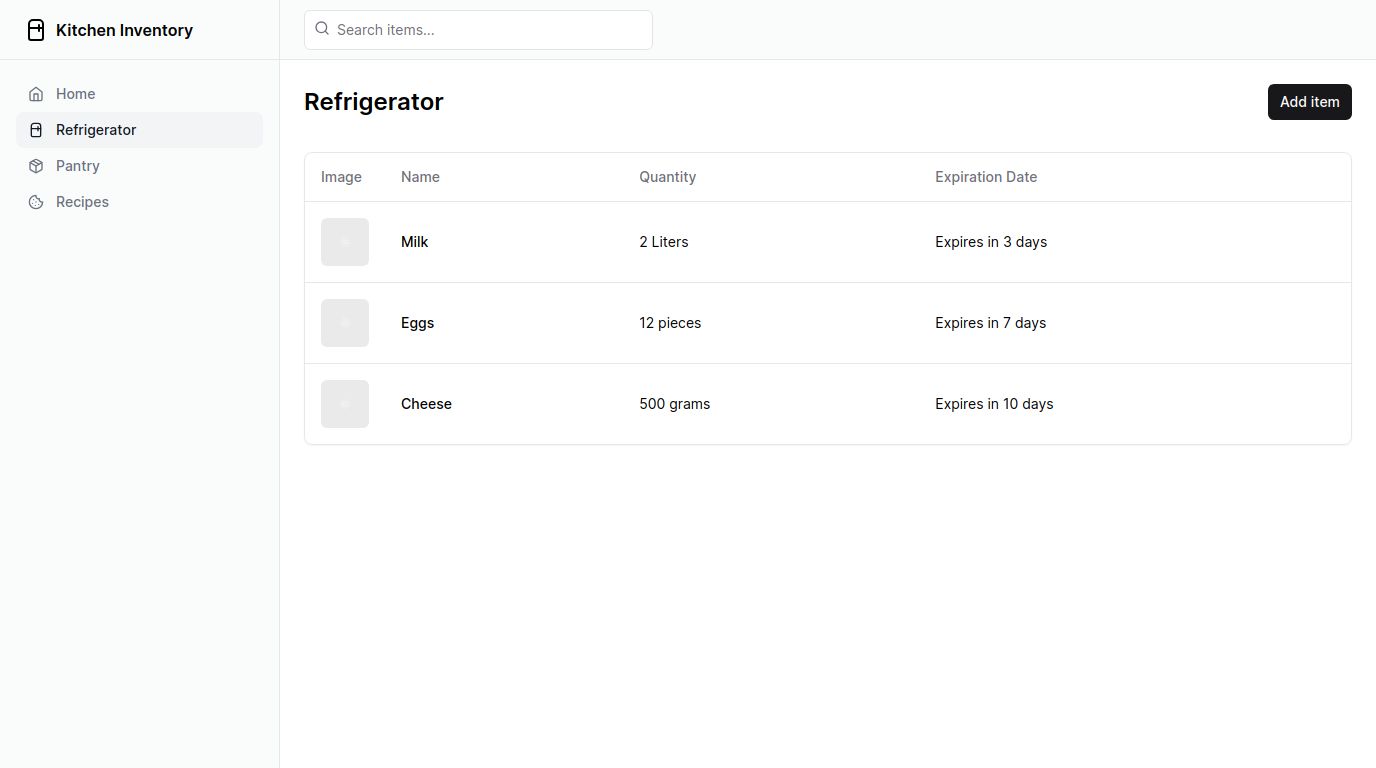 Kitchen Inventory
Search items...
Home
Refrigerator
Pantry
Recipes
Refrigerator
Add item
Image Name Quantity Expiration Date
Milk 2 Liters Expires in 3 days
Eggs 12 pieces Expires in 7 days
Cheese 500 grams Expires in 10 days